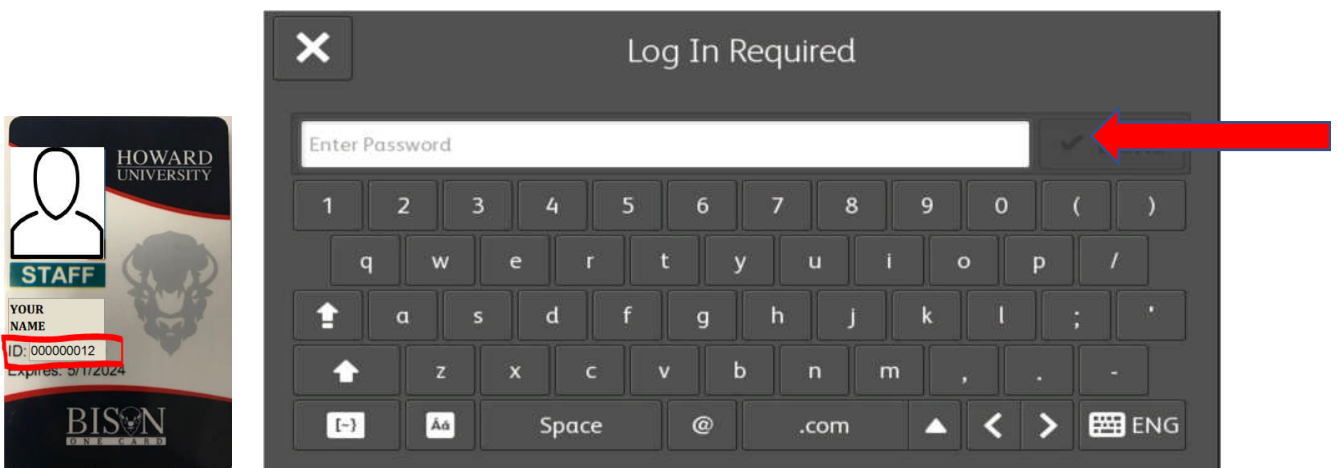 HOWARD
UNIVERSITY
STAFF
YOUR
NAME
ID: 000000012
Expires: 5/1/2024
BISON
ONE CARD
Log In Required
Enter Password
1 2 3 4 5 6 7 8 9 0 ( )
q w e r t y u i o p /
a s d f g h j k l ; '
z x c v b n m , . -
[~} Áä Space @ .com < > ENG